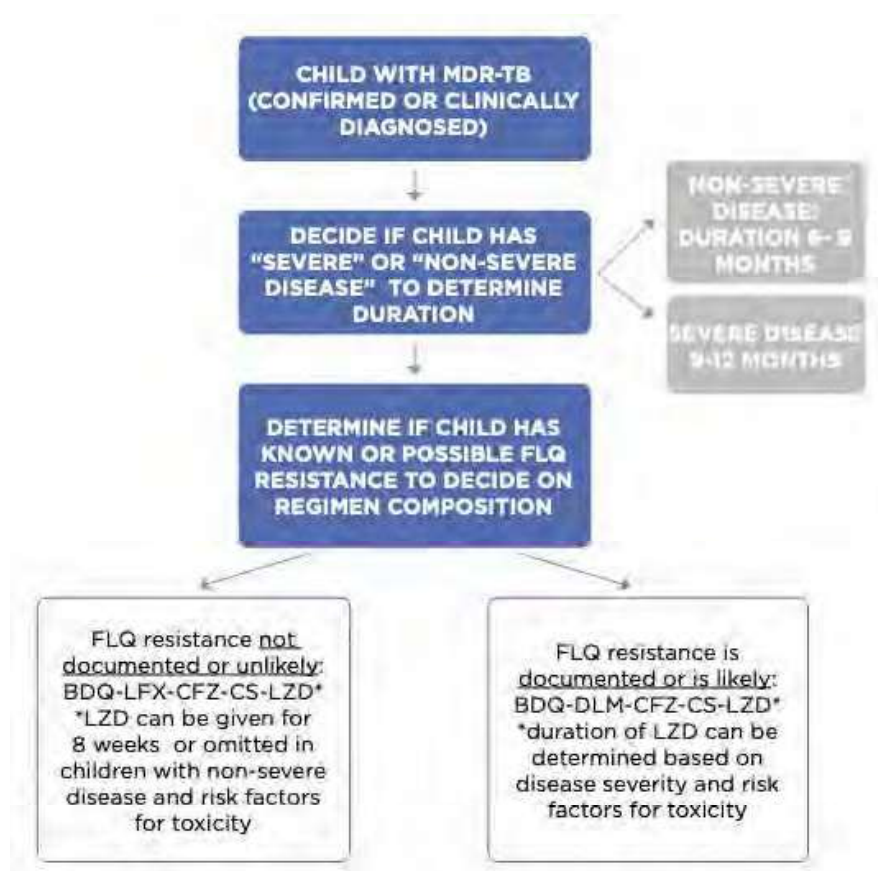 CHILD WITH MDR-TB
(CONFIRMED OR CLINICALLY
DIAGNOSED)
DECIDE IF CHILD HAS
"SEVERE" OR "NON-SEVERE
DISEASE" TO DETERMINE
DURATION
NON-SEVERE
DISEASE:
DURATION 6- 9
MONTHS
SEVERE DISEASE
9-12 MONTHS
DETERMINE IF CHILD HAS
KNOWN OR POSSIBLE FLQ
RESISTANCE TO DECIDE ON
REGIMEN COMPOSITION
FLQ resistance not
documented or unlikely:
BDQ-LFX-CFZ-CS-LZD*
*LZD can be given for
8 weeks or omitted in
children with non-severe
disease and risk factors
for toxicity
FLQ resistance is
documented or is likely:
BDQ-DLM-CFZ-CS-LZD*
*duration of LZD can be
determined based on
disease severity and risk
factors for toxicity